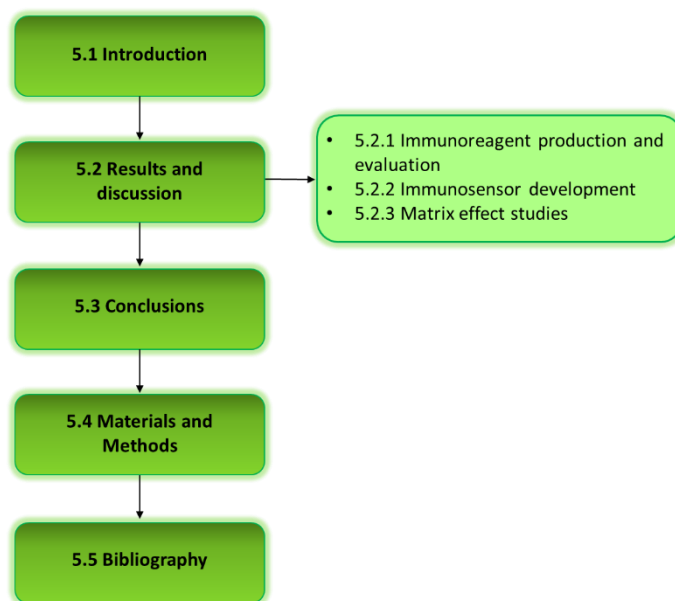 5.1 Introduction
5.2 Results and
discussion
• 5.2.1 Immunoreagent production and
evaluation
• 5.2.2 Immunosensor development
• 5.2.3 Matrix effect studies
5.3 Conclusions
5.4 Materials and
Methods
5.5 Bibliography